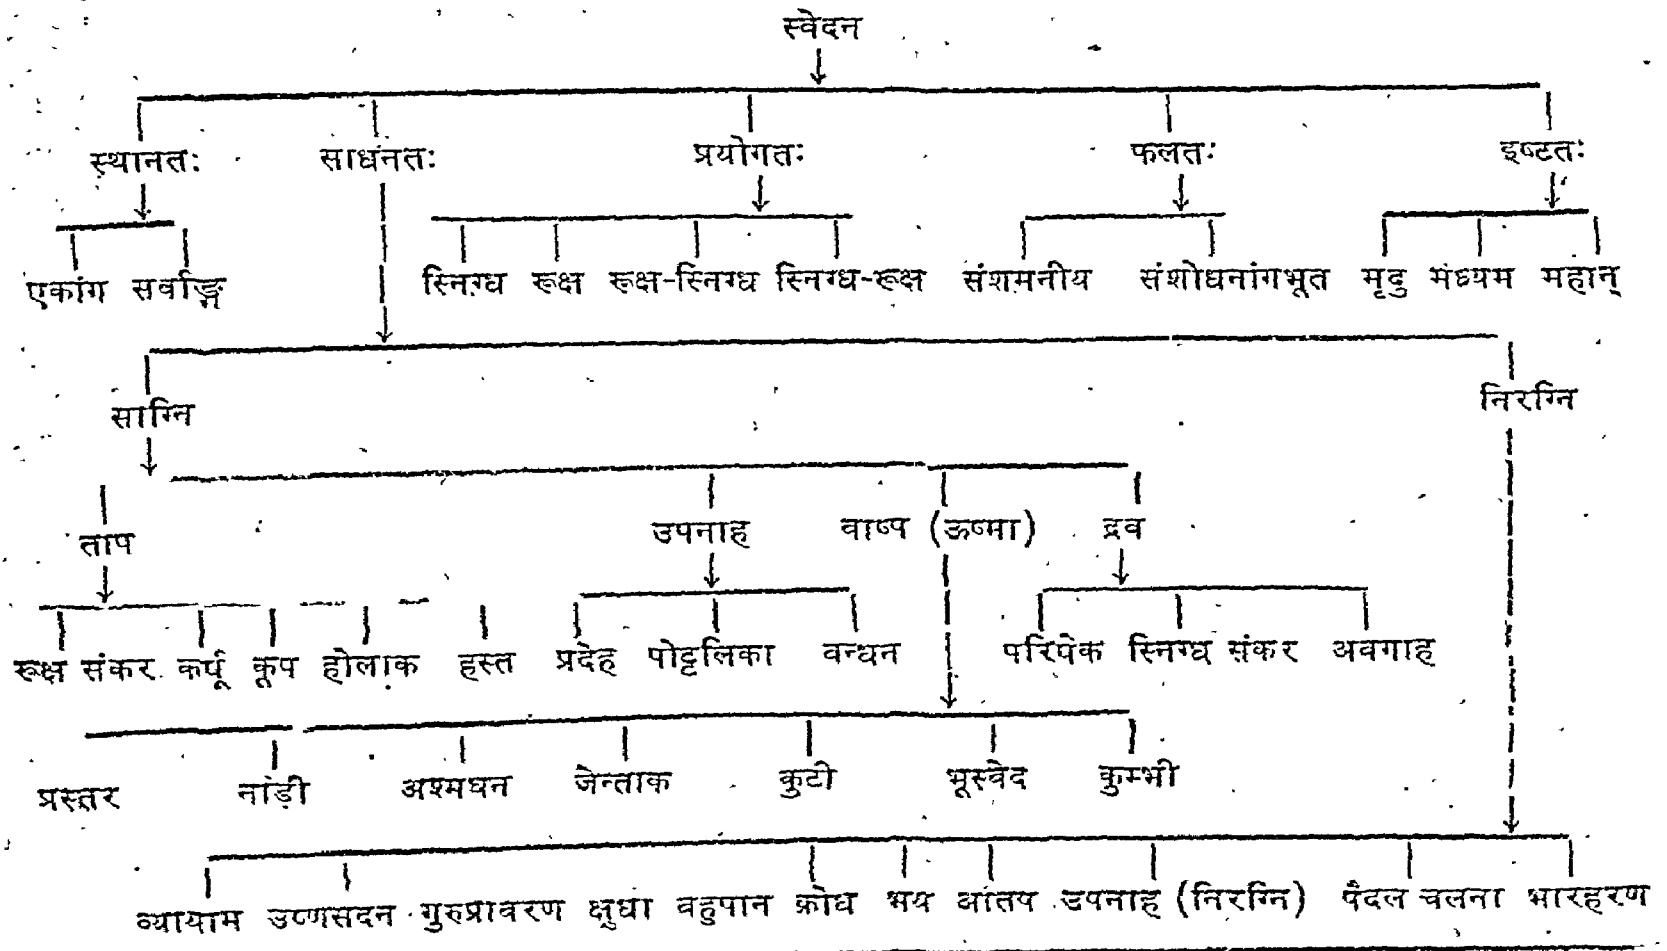 स्वेदन
स्थानतः साधनतः प्रयोगतः फलतः इष्टतः
एकांग सर्वाङ्ग स्निग्ध रूक्ष रूक्ष-स्निग्ध स्निग्ध-रूक्ष संशमनीय संशोधनांगभूत मृदु मध्यम महान्
साग्नि निरग्नि
ताप उपनाह वाष्प (ऊष्मा) द्रव
रूक्ष संकर कर्षू कूप होलाक हस्त प्रदेह पोट्टलिका वन्धन परिषेक स्निग्ध संकर अवगाह
प्रस्तर नाड़ी अश्मघन जेन्ताक कुटी भूस्वेद कुम्भी
व्यायाम उष्णसदन गुरुप्रावरण क्षुधा वहुपान क्रोध भय आतप उपनाह (निरग्नि) पैदल चलना भारहरण